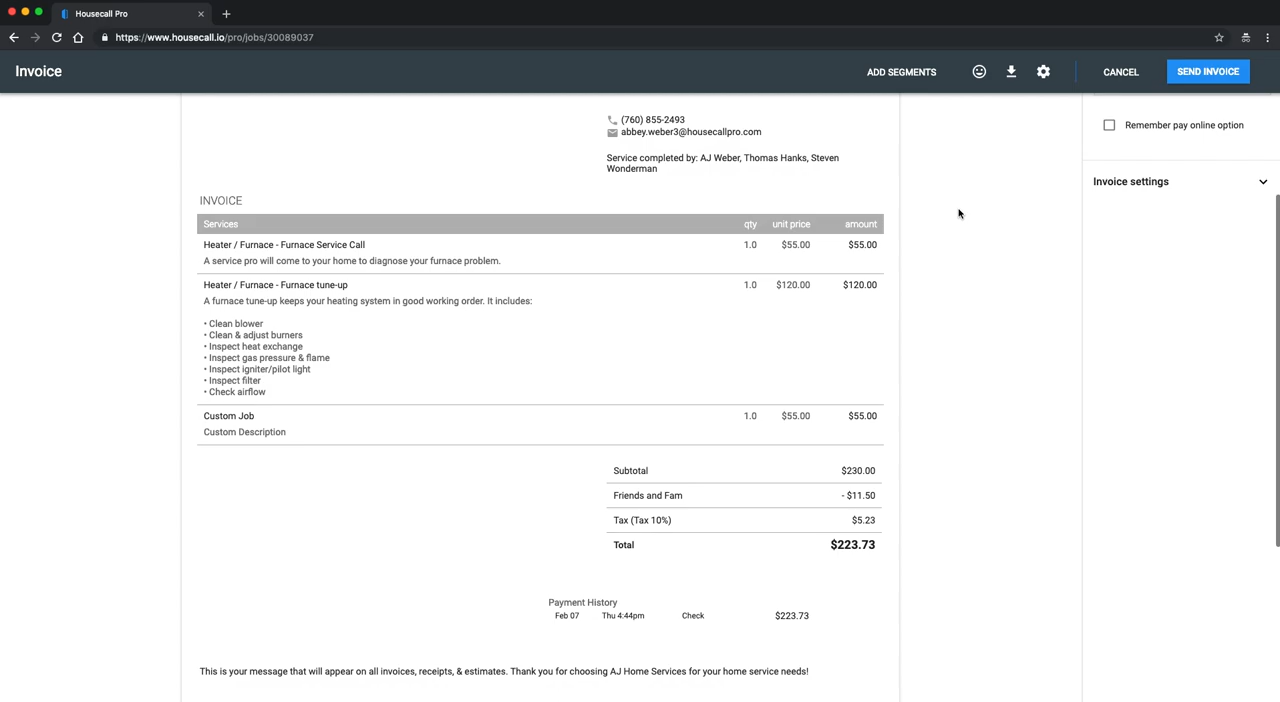 Housecall Pro
https://www.housecall.io/pro/jobs/30089037
Invoice
ADD SEGMENTS
CANCEL
SEND INVOICE
(760) 855-2493
abbey.weber3@housecallpro.com
Service completed by: AJ Weber, Thomas Hanks, Steven
Wonderman
Remember pay online option
Invoice settings
INVOICE
Services qty unit price amount
Heater / Furnace - Furnace Service Call 1.0 $55.00 $55.00
A service pro will come to your home to diagnose your furnace problem.
Heater / Furnace - Furnace tune-up 1.0 $120.00 $120.00
A furnace tune-up keeps your heating system in good working order. It includes:
• Clean blower
• Clean & adjust burners
• Inspect heat exchange
• Inspect gas pressure & flame
• Inspect igniter/pilot light
• Inspect filter
• Check airflow
Custom Job 1.0 $55.00 $55.00
Custom Description
Subtotal $230.00
Friends and Fam - $11.50
Tax (Tax 10%) $5.23
Total $223.73
Payment History
Feb 07 Thu 4:44pm Check $223.73
This is your message that will appear on all invoices, receipts, & estimates. Thank you for choosing AJ Home Services for your home service needs!